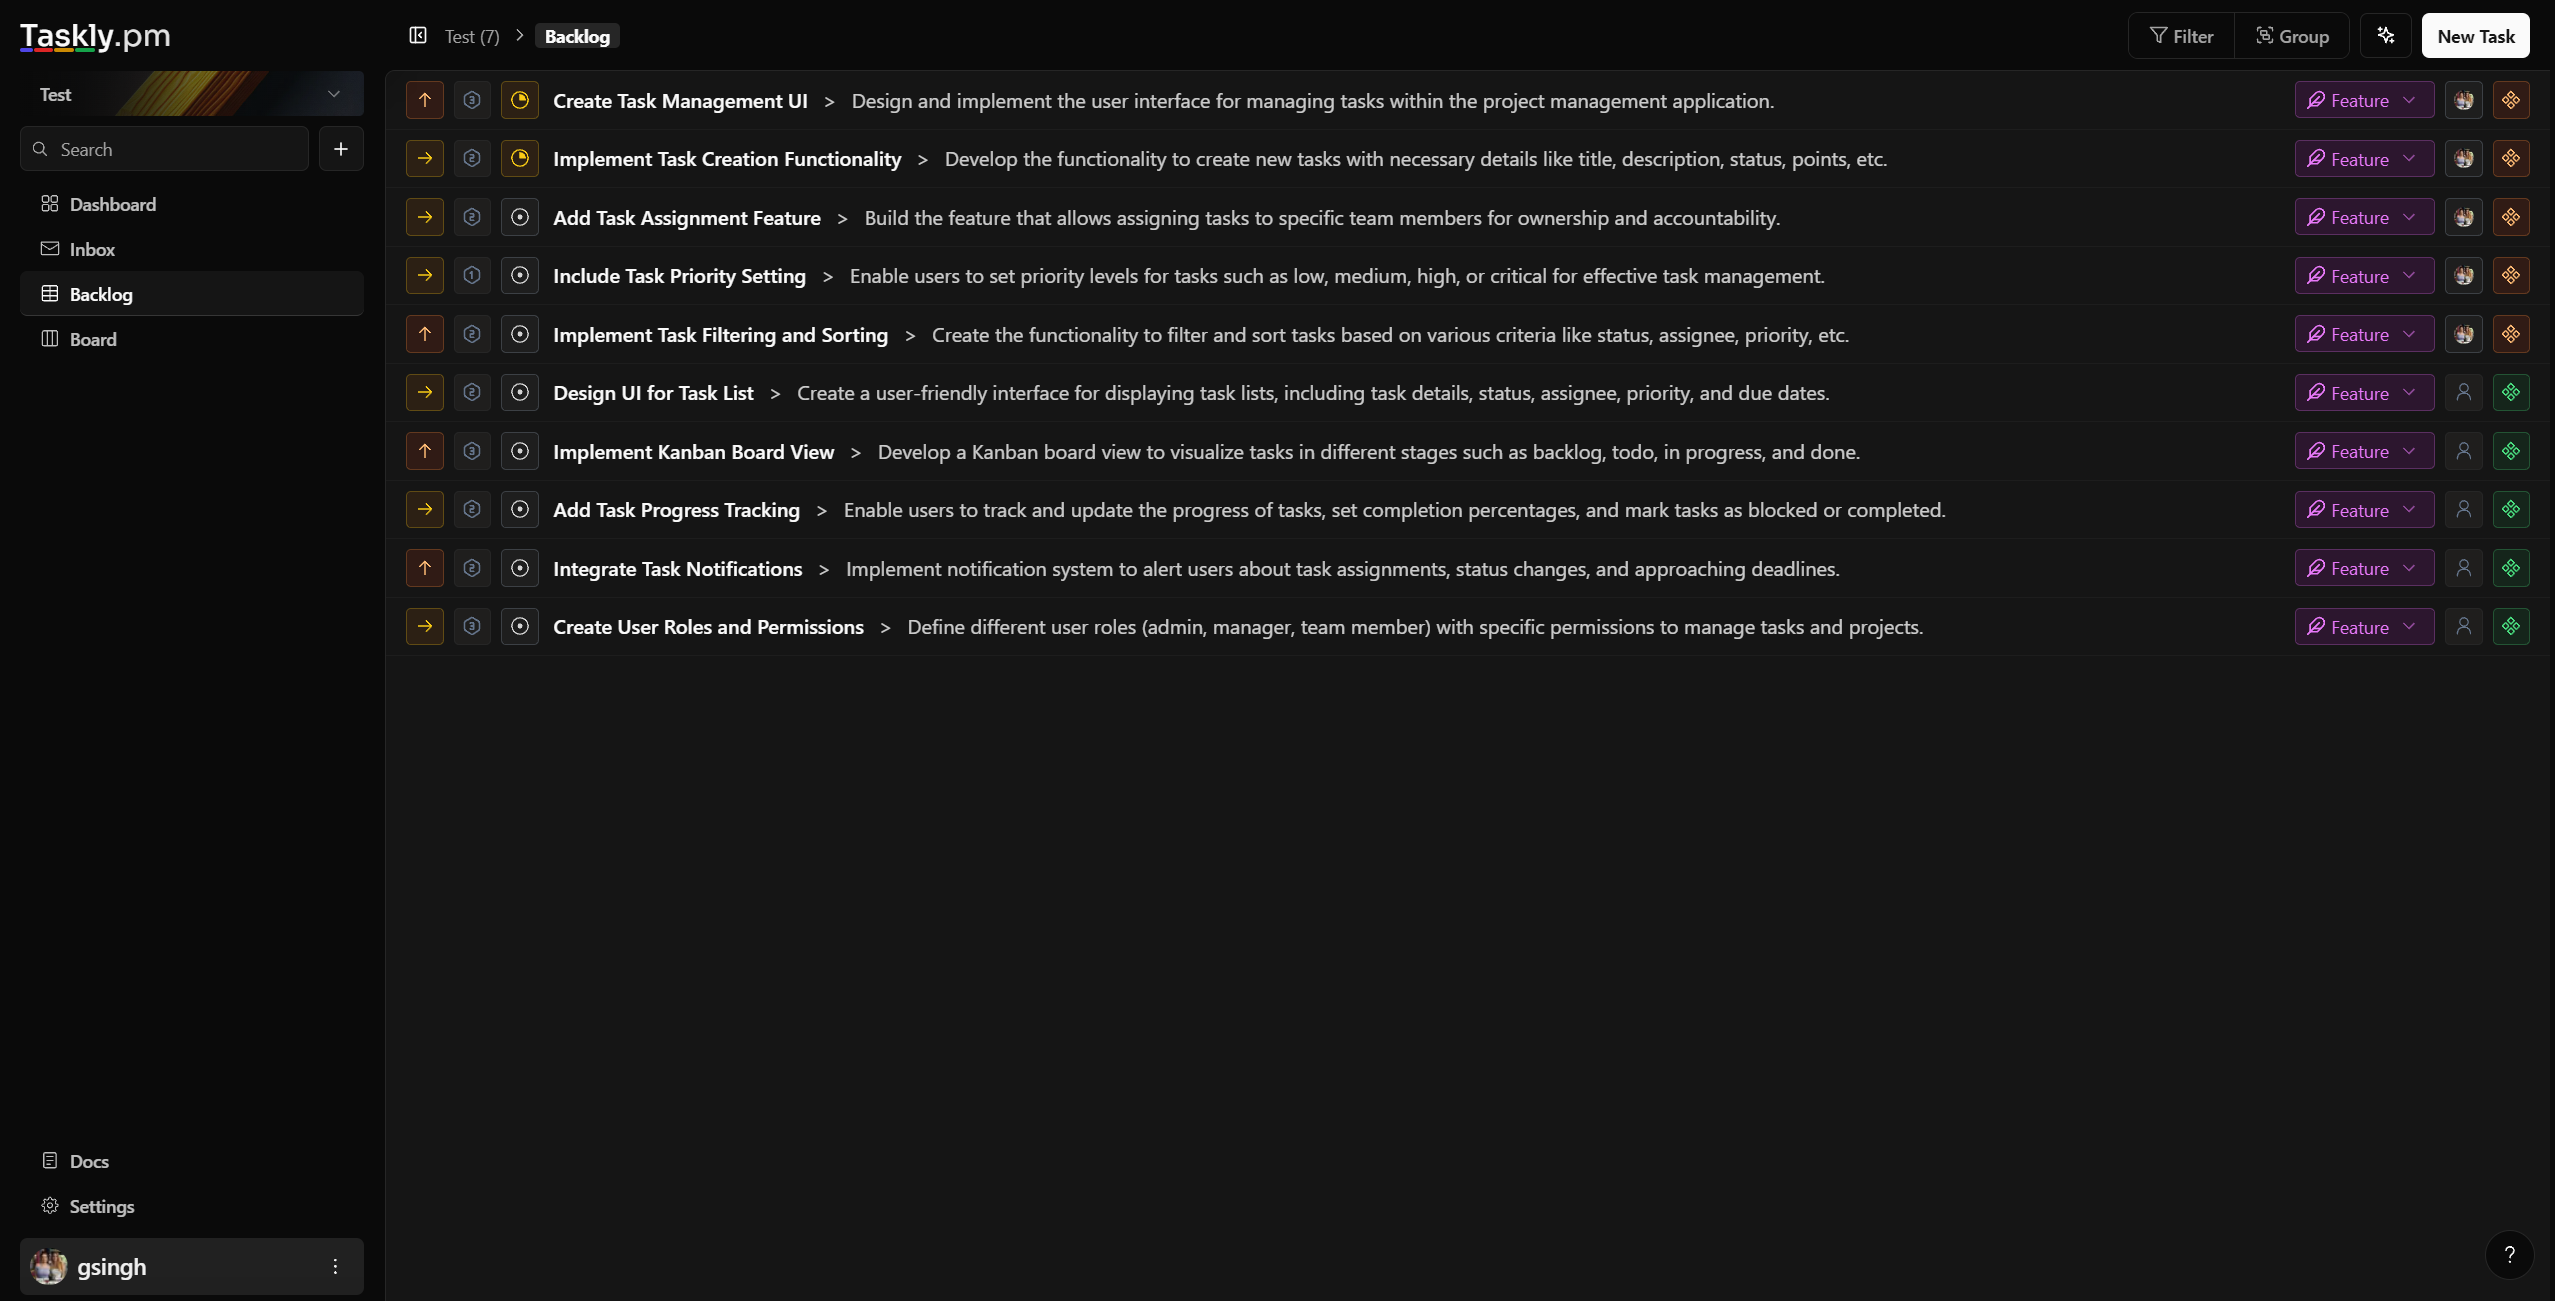 Taskly.pm
Test
Search
Dashboard
Inbox
Backlog
Board
Docs
Settings
gsingh
Test (7) > Backlog
Filter
Group
New Task
3 Create Task Management UI > Design and implement the user interface for managing tasks within the project management application. Feature
2 Implement Task Creation Functionality > Develop the functionality to create new tasks with necessary details like title, description, status, points, etc. Feature
2 Add Task Assignment Feature > Build the feature that allows assigning tasks to specific team members for ownership and accountability. Feature
1 Include Task Priority Setting > Enable users to set priority levels for tasks such as low, medium, high, or critical for effective task management. Feature
2 Implement Task Filtering and Sorting > Create the functionality to filter and sort tasks based on various criteria like status, assignee, priority, etc. Feature
2 Design UI for Task List > Create a user-friendly interface for displaying task lists, including task details, status, assignee, priority, and due dates. Feature
3 Implement Kanban Board View > Develop a Kanban board view to visualize tasks in different stages such as backlog, todo, in progress, and done. Feature
2 Add Task Progress Tracking > Enable users to track and update the progress of tasks, set completion percentages, and mark tasks as blocked or completed. Feature
2 Integrate Task Notifications > Implement notification system to alert users about task assignments, status changes, and approaching deadlines. Feature
3 Create User Roles and Permissions > Define different user roles (admin, manager, team member) with specific permissions to manage tasks and projects. Feature
?